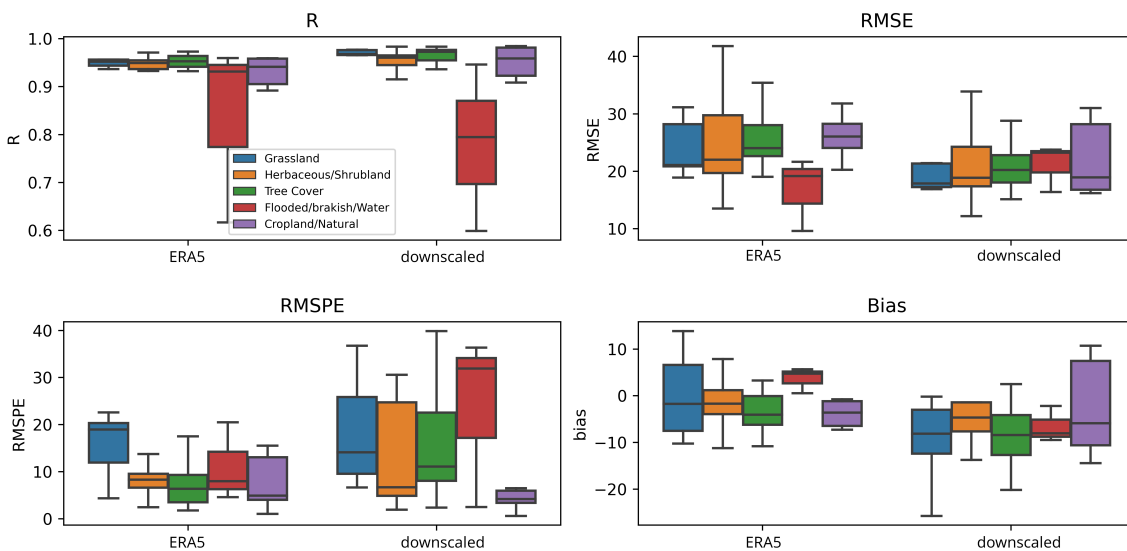 R
RMSE
1.0
0.9
0.8
0.7
0.6
R
Grassland
Herbaceous/Shrubland
Tree Cover
Flooded/brakish/Water
Cropland/Natural
ERA5
downscaled
40
30
20
10
RMSE
ERA5
downscaled
RMSPE
Bias
40
30
20
10
0
RMSPE
ERA5
downscaled
10
0
−10
−20
bias
ERA5
downscaled